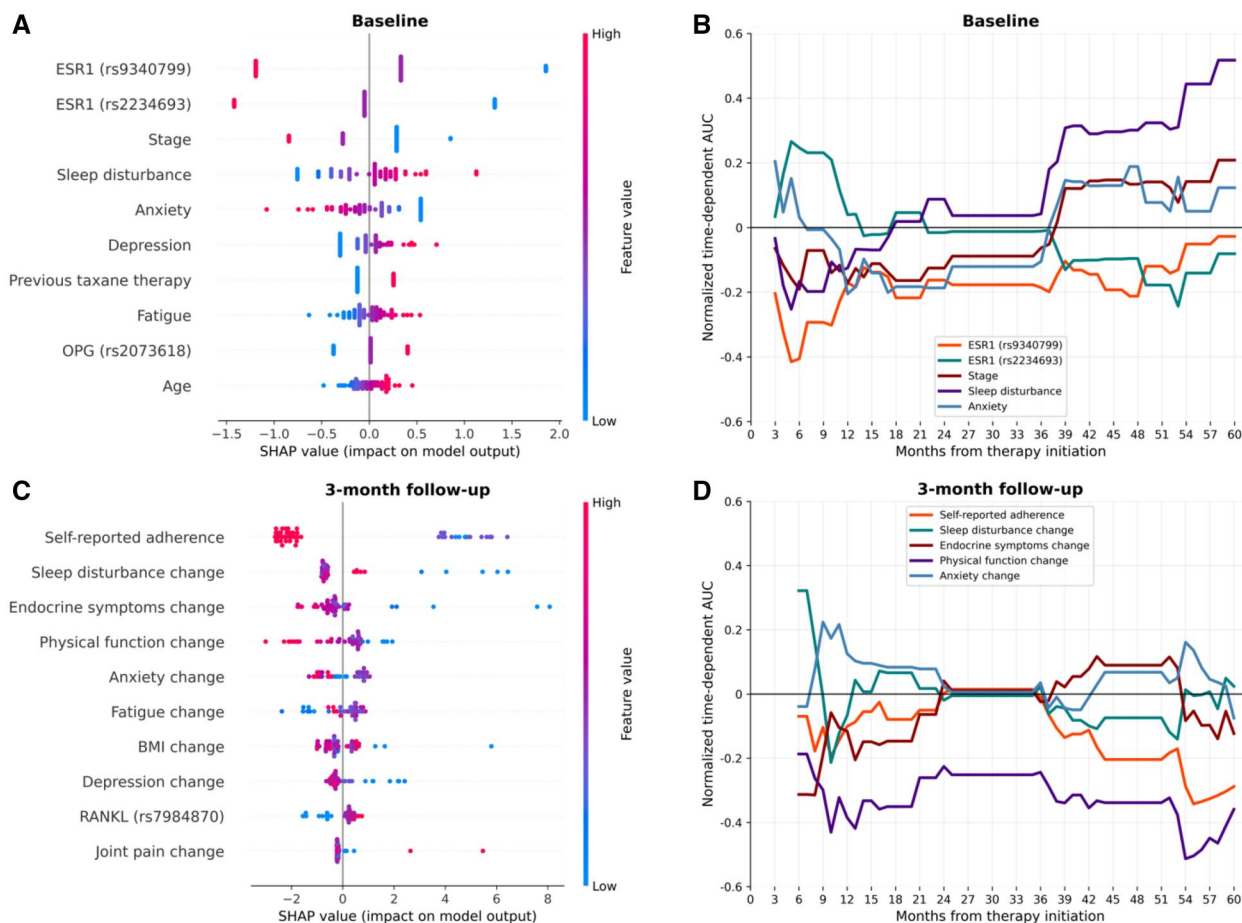 A
Baseline
High
ESR1 (rs9340799)
ESR1 (rs2234693)
Stage
Sleep disturbance
Anxiety
Depression
Previous taxane therapy
Fatigue
OPG (rs2073618)
Age
Feature value
Low
−1.5 −1.0 −0.5 0.0 0.5 1.0 1.5 2.0
SHAP value (impact on model output)
B
Baseline
Normalized time-dependent AUC
0.6
0.4
0.2
0
-0.2
-0.4
-0.6
ESR1 (rs9340799)
ESR1 (rs2234693)
Stage
Sleep disturbance
Anxiety
0 3 6 9 12 15 18 21 24 27 30 33 36 39 42 45 48 51 54 57 60
Months from therapy initiation
C
3-month follow-up
High
Self-reported adherence
Sleep disturbance change
Endocrine symptoms change
Physical function change
Anxiety change
Fatigue change
BMI change
Depression change
RANKL (rs7984870)
Joint pain change
Feature value
Low
−2 0 2 4 6 8
SHAP value (impact on model output)
D
3-month follow-up
Normalized time-dependent AUC
0.6
0.4
0.2
0
-0.2
-0.4
-0.6
Self-reported adherence
Sleep disturbance change
Endocrine symptoms change
Physical function change
Anxiety change
0 3 6 9 12 15 18 21 24 27 30 33 36 39 42 45 48 51 54 57 60
Months from therapy initiation